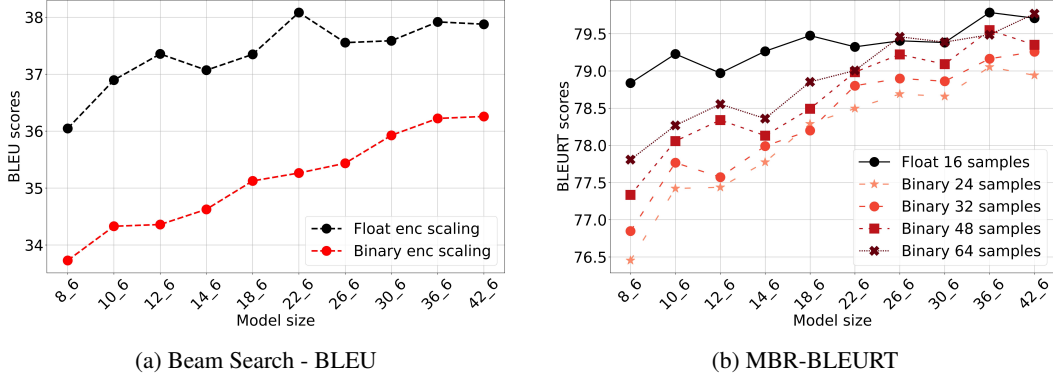 38
37
36
35
34
BLEU scores
Float enc scaling
Binary enc scaling
8_6
10_6
12_6
14_6
18_6
22_6
26_6
30_6
36_6
42_6
Model size
(a) Beam Search - BLEU
79.5
79.0
78.5
78.0
77.5
77.0
76.5
BLEURT scores
Float 16 samples
Binary 24 samples
Binary 32 samples
Binary 48 samples
Binary 64 samples
8_6
10_6
12_6
14_6
18_6
22_6
26_6
30_6
36_6
42_6
Model size
(b) MBR-BLEURT